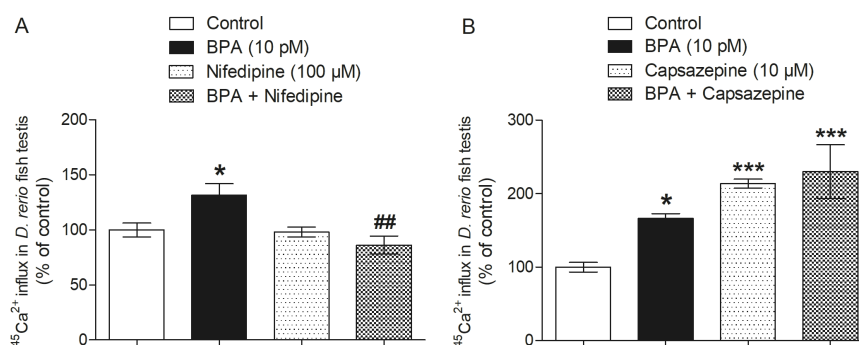 A
Control
BPA (10 pM)
Nifedipine (100 µM)
BPA + Nifedipine
⁴⁵Ca²⁺ influx in D. rerio fish testis
(% of control)
200
150
100
50
0
*
##
B
Control
BPA (10 pM)
Capsazepine (10 µM)
BPA + Capsazepine
⁴⁵Ca²⁺ influx in D. rerio fish testis
(% of control)
300
200
100
0
*
***
***